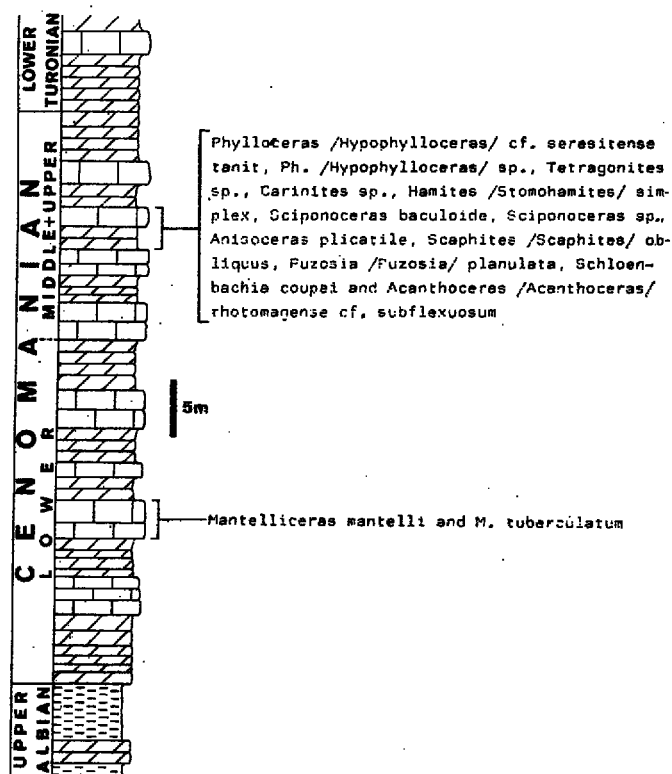 LOWER
TURONIAN
CENOMANIAN
MIDDLE+UPPER
Phylloceras /Hypophylloceras/ cf. seresitense
tanit, Ph. /Hypophylloceras/ sp., Tetragonites
sp., Carinites sp., Hamites /Stomohamites/ sim-
plex, Sciponoceras baculoide, Sciponoceras sp.,
Anisoceras plicatile, Scaphites /Scaphites/ ob-
liquus, Puzosia /Puzosia/ planulata, Schloen-
bachia coupei and Acanthoceras /Acanthoceras/
rhotomagense cf. subflexuosum
5m
LOWER
Mantelliceras mantelli and M. tuberculatum
UPPER
ALBIAN